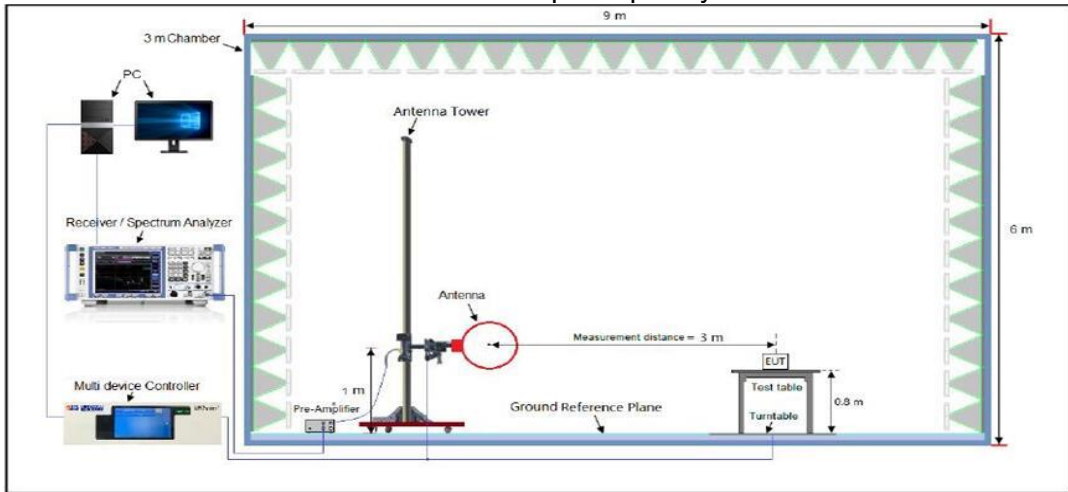 9 m
3 m Chamber
PC
Antenna Tower
Receiver / Spectrum Analyzer
6 m
Antenna
Measurement distance = 3 m
EUT
Multi device Controller
1 m
Test table
0.8 m
Pre-Amplifier
Ground Reference Plane
Turntable